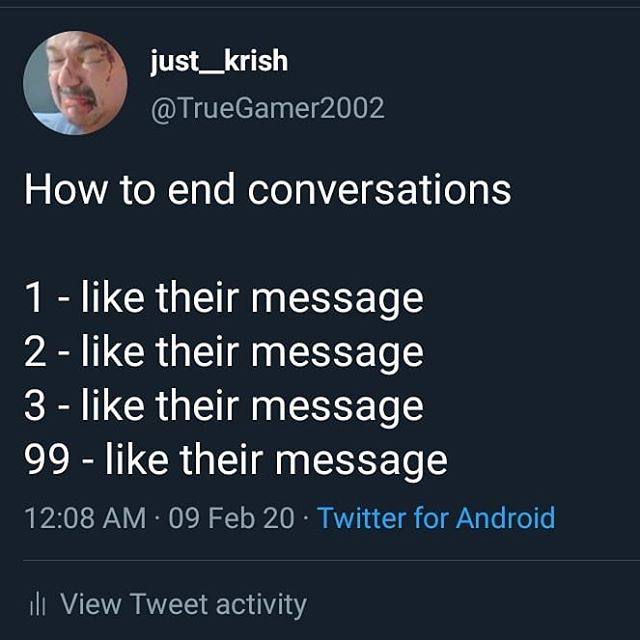 just__krish
@TrueGamer2002
How to end conversations
1 - like their message
2 - like their message
3 - like their message
99 - like their message
12:08 AM · 09 Feb 20 · Twitter for Android
View Tweet activity